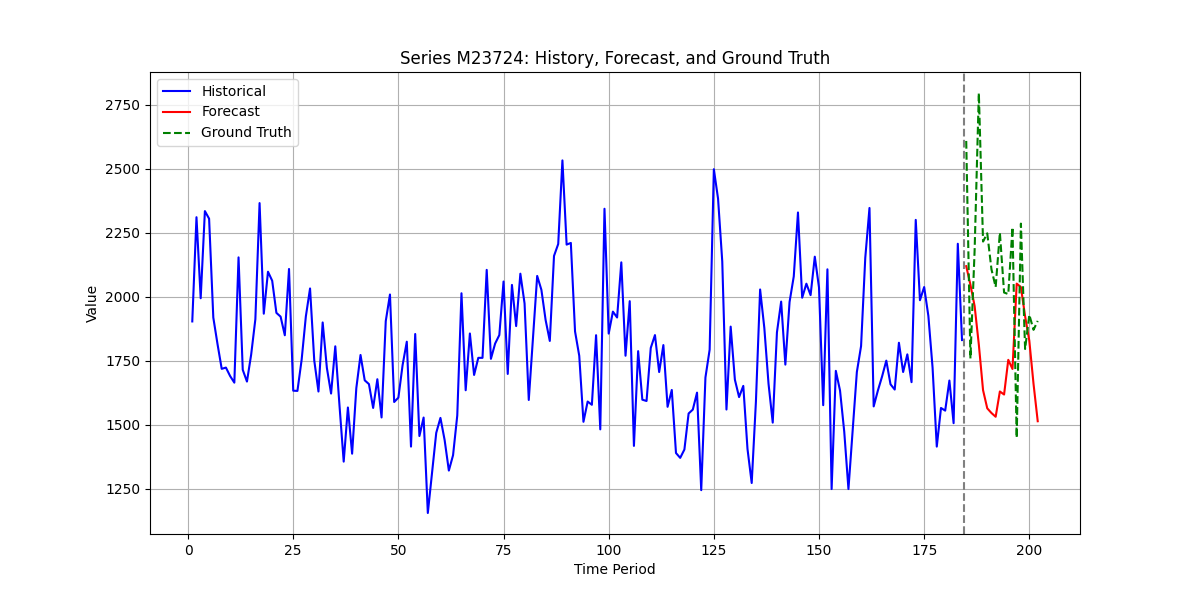 Series M23724: History, Forecast, and Ground Truth
Historical
Forecast
Ground Truth
2750
2500
2250
2000
1750
1500
1250
Value
0 25 50 75 100 125 150 175 200
Time Period